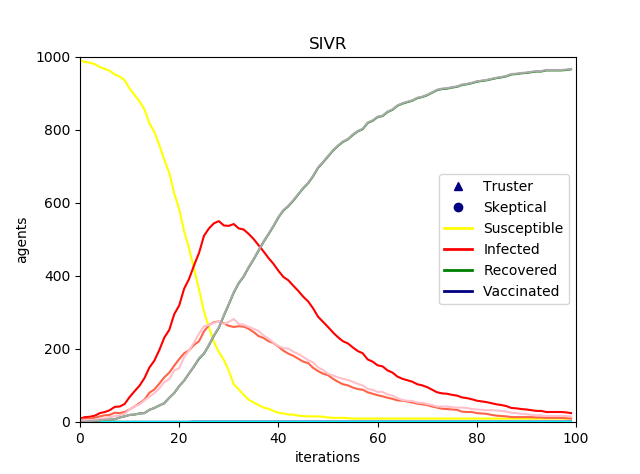 SIVR
1000
800
600
400
200
0
agents
Truster
Skeptical
Susceptible
Infected
Recovered
Vaccinated
0 20 40 60 80 100
iterations